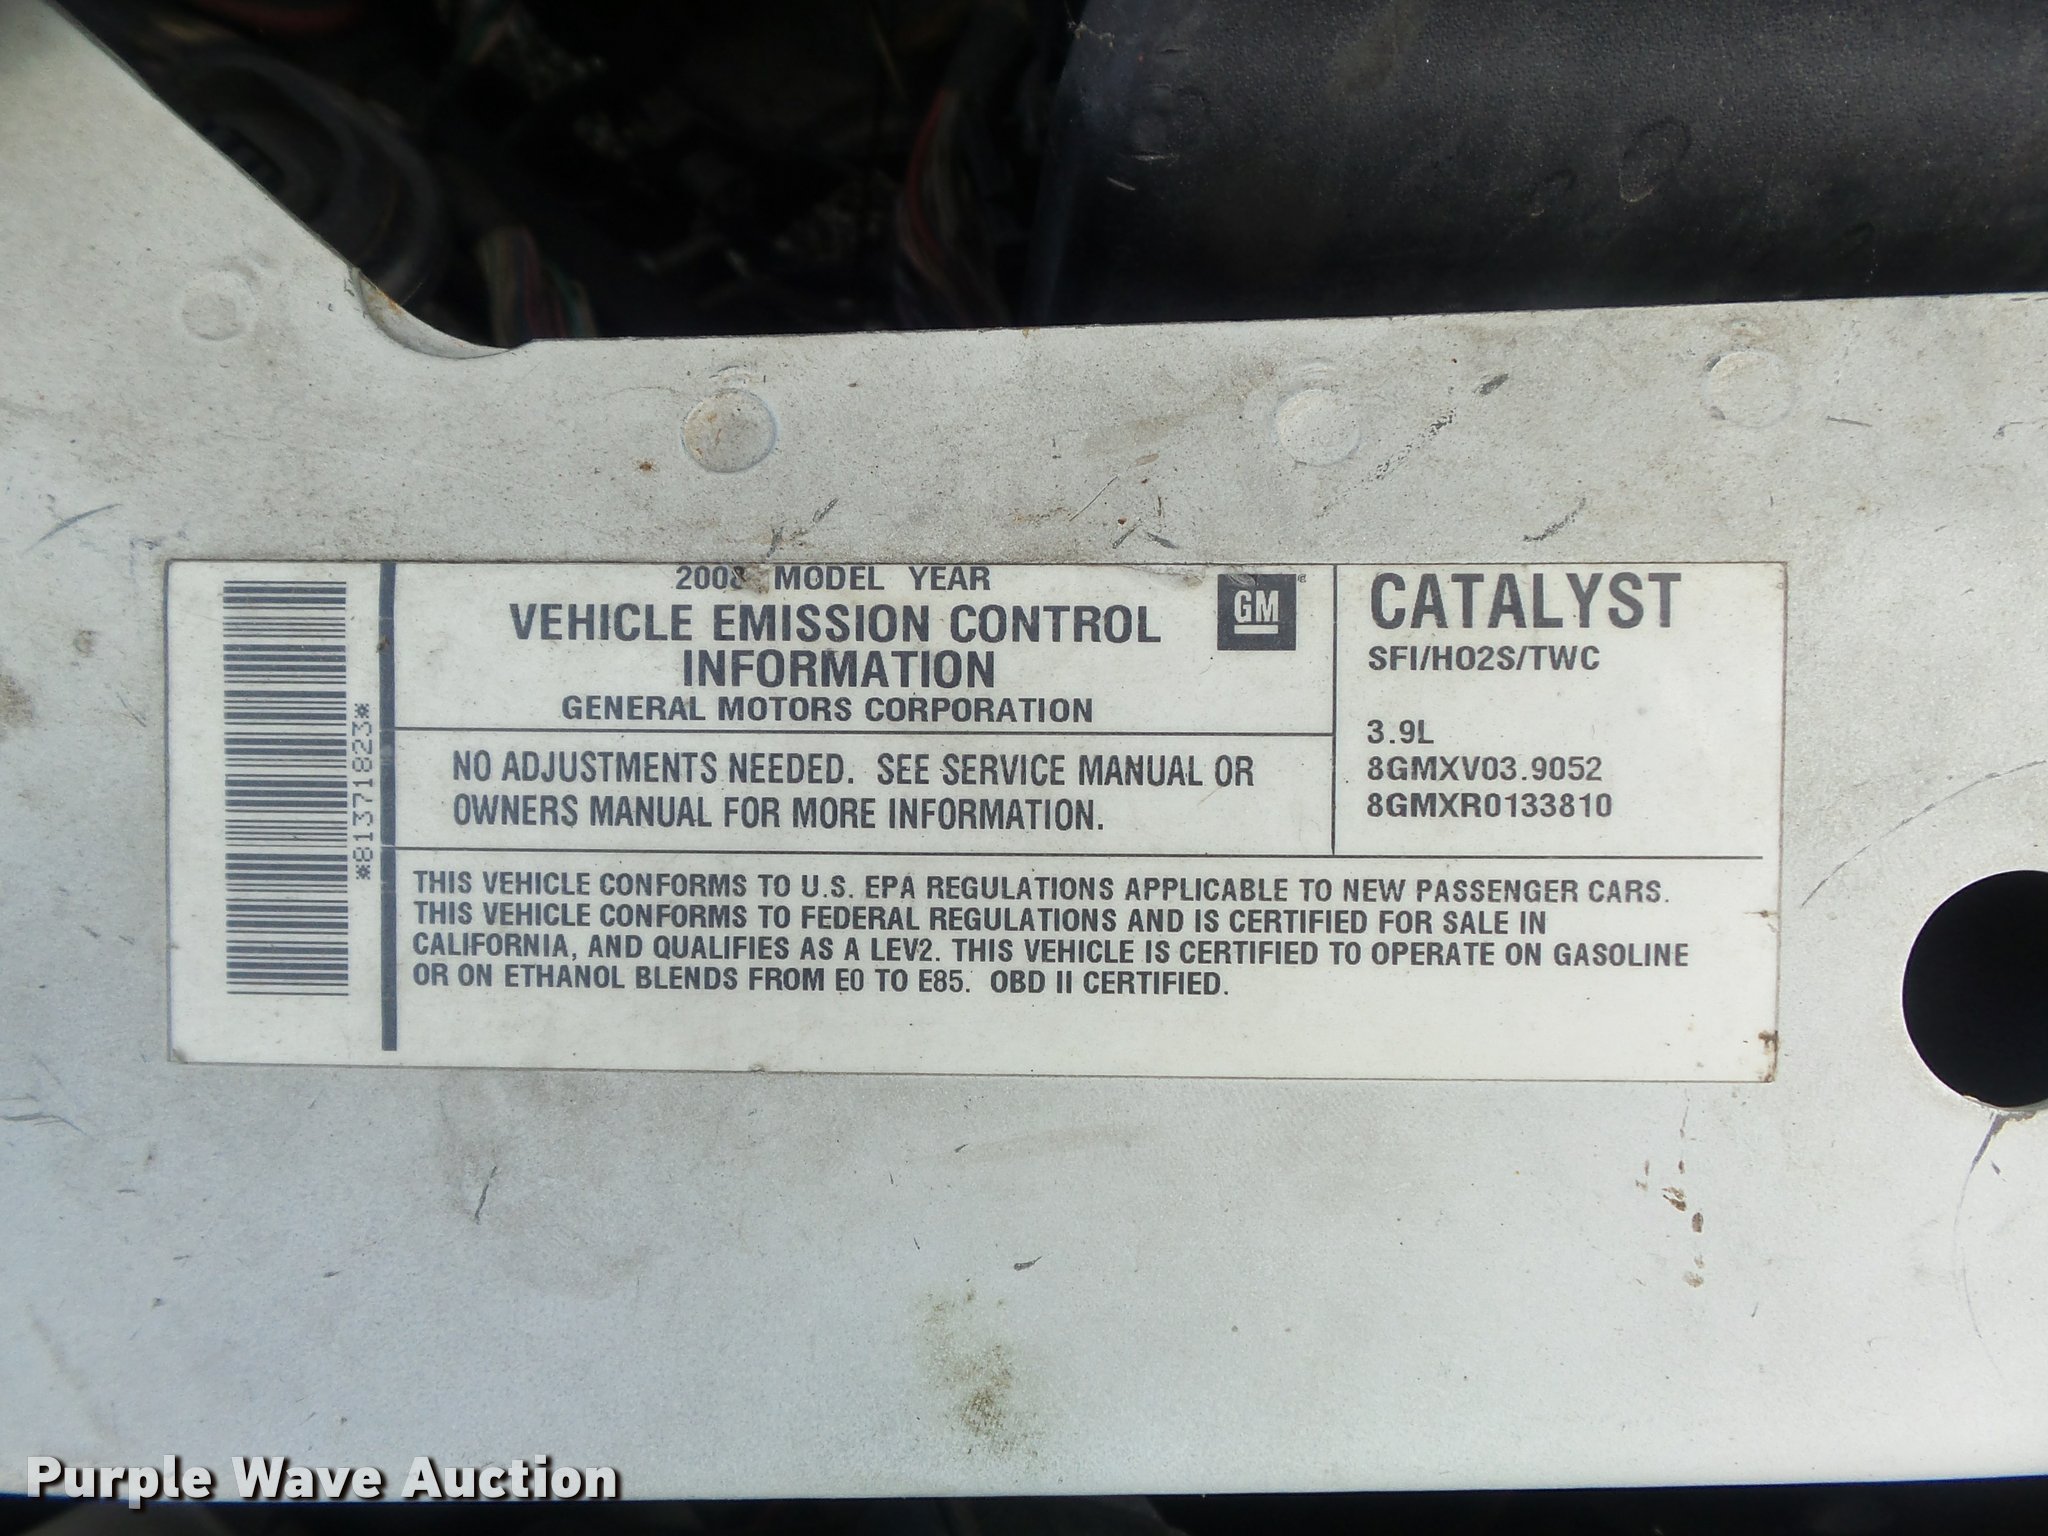 2008 MODEL YEAR
VEHICLE EMISSION CONTROL
INFORMATION
GENERAL MOTORS CORPORATION
GM
NO ADJUSTMENTS NEEDED. SEE SERVICE MANUAL OR
OWNERS MANUAL FOR MORE INFORMATION.
CATALYST
SFI/HO2S/TWC
3.9L
8GMXV03.9052
8GMXR0133810
*81371823*
THIS VEHICLE CONFORMS TO U.S. EPA REGULATIONS APPLICABLE TO NEW PASSENGER CARS.
THIS VEHICLE CONFORMS TO FEDERAL REGULATIONS AND IS CERTIFIED FOR SALE IN
CALIFORNIA, AND QUALIFIES AS A LEV2. THIS VEHICLE IS CERTIFIED TO OPERATE ON GASOLINE
OR ON ETHANOL BLENDS FROM E0 TO E85. OBD II CERTIFIED.
Purple Wave Auction